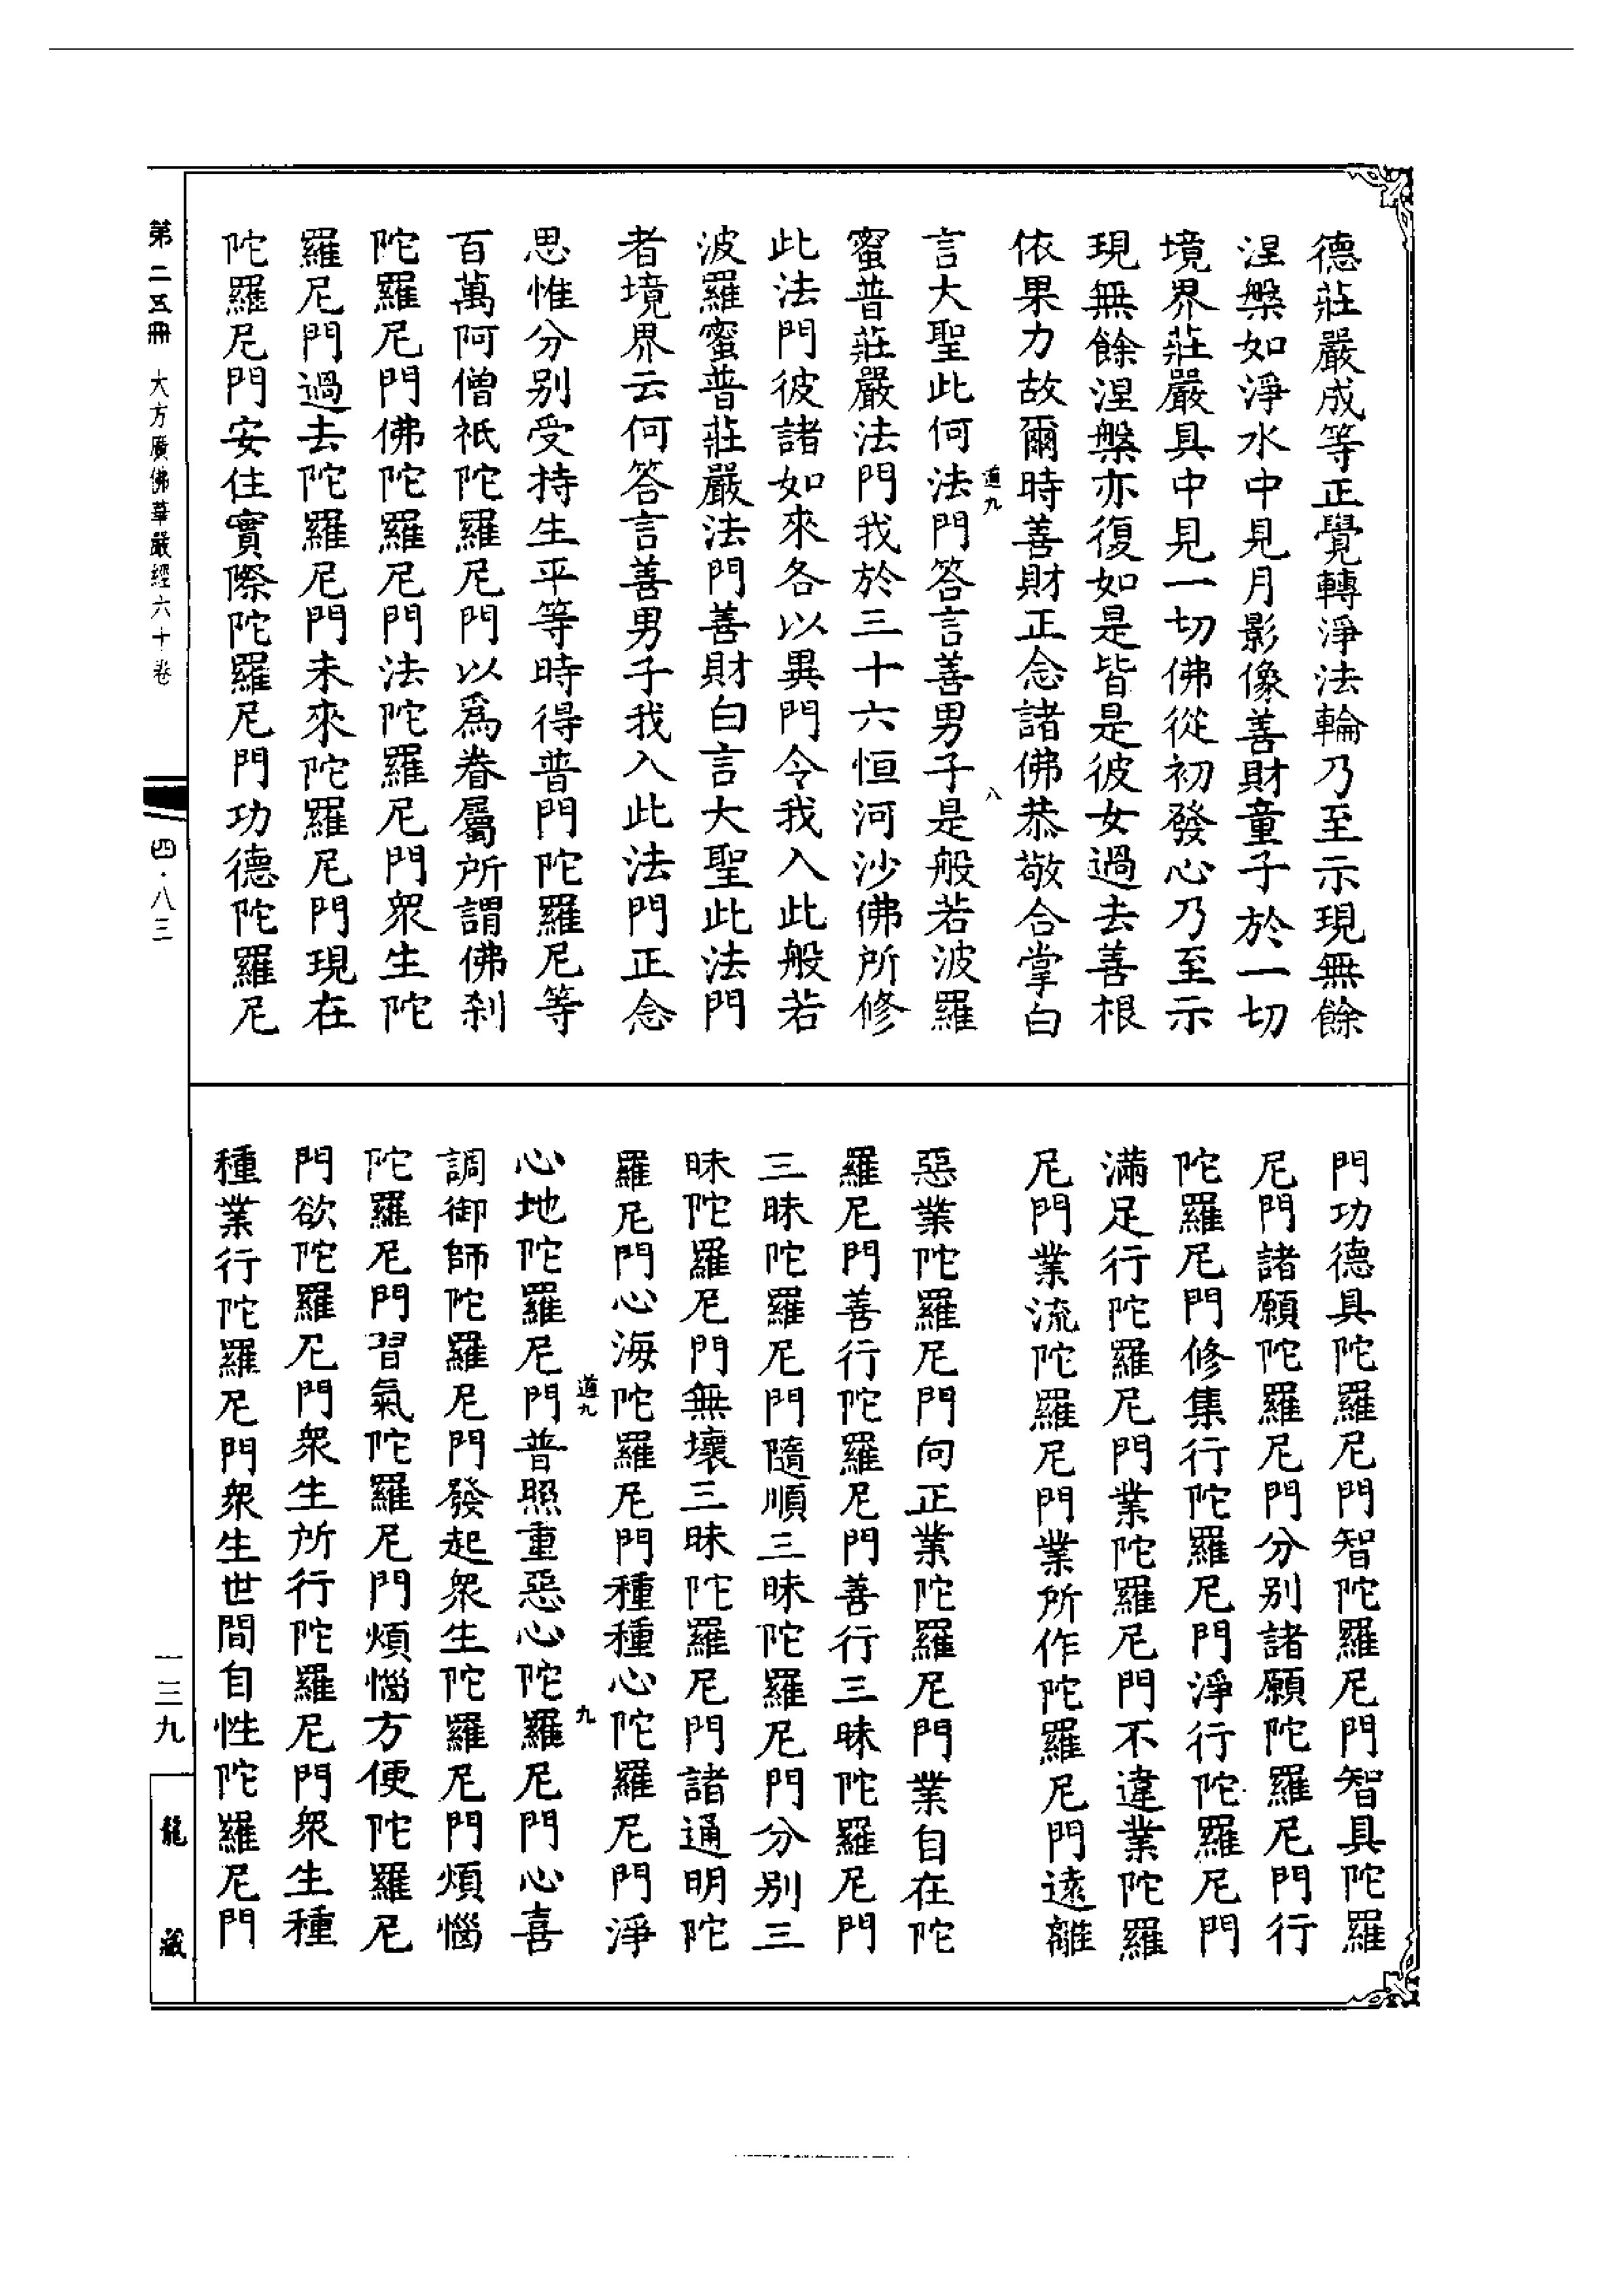 德莊嚴成等正覺轉淨法輪乃至示現無餘
涅槃如淨水中見月影像善財童子於一切
境界莊嚴具中見一切佛從初發心乃至示
現無餘涅槃亦復如是皆是彼女過去善根
依果力故爾時善財正念諸佛恭敬合掌白
道九
八
言大聖此何法門答言善男子是般若波羅
蜜普莊嚴法門我於三十六恒河沙佛所修
此法門彼諸如來各以異門令我入此般若
波羅蜜普莊嚴法門善財白言大聖此法門
者境界云何答言善男子我入此法門正念
思惟分別受持生平等時得普門陀羅尼等
百萬阿僧祇陀羅尼門以為眷屬所謂佛刹
陀羅尼門佛陀羅尼門法陀羅尼門衆生陀
羅尼門過去陀羅尼門未來陀羅尼門現在
陀羅尼門安住實際陀羅尼門功德陀羅尼
門功德具陀羅尼門智陀羅尼門智具陀羅
尼門諸願陀羅尼門分別諸願陀羅尼門行
陀羅尼門修集行陀羅尼門淨行陀羅尼門
滿足行陀羅尼門業陀羅尼門不違業陀羅
尼門業流陀羅尼門業所作陀羅尼門遠離
惡業陀羅尼門向正業陀羅尼門業自在陀
羅尼門善行陀羅尼門善行三昧陀羅尼門
三昧陀羅尼門隨順三昧陀羅尼門分別三
昧陀羅尼門無壞三昧陀羅尼門諸通明陀
羅尼門心海陀羅尼門種種心陀羅尼門淨
道九
九
心地陀羅尼門普照重惡心陀羅尼門心喜
調御師陀羅尼門發起衆生陀羅尼門煩惱
陀羅尼門習氣陀羅尼門煩惱方便陀羅尼
門欲陀羅尼門衆生所行陀羅尼門衆生種
種業行陀羅尼門衆生世間自性陀羅尼門
第二五冊 大方廣佛華嚴經六十卷
四·八三
一三九
龍藏